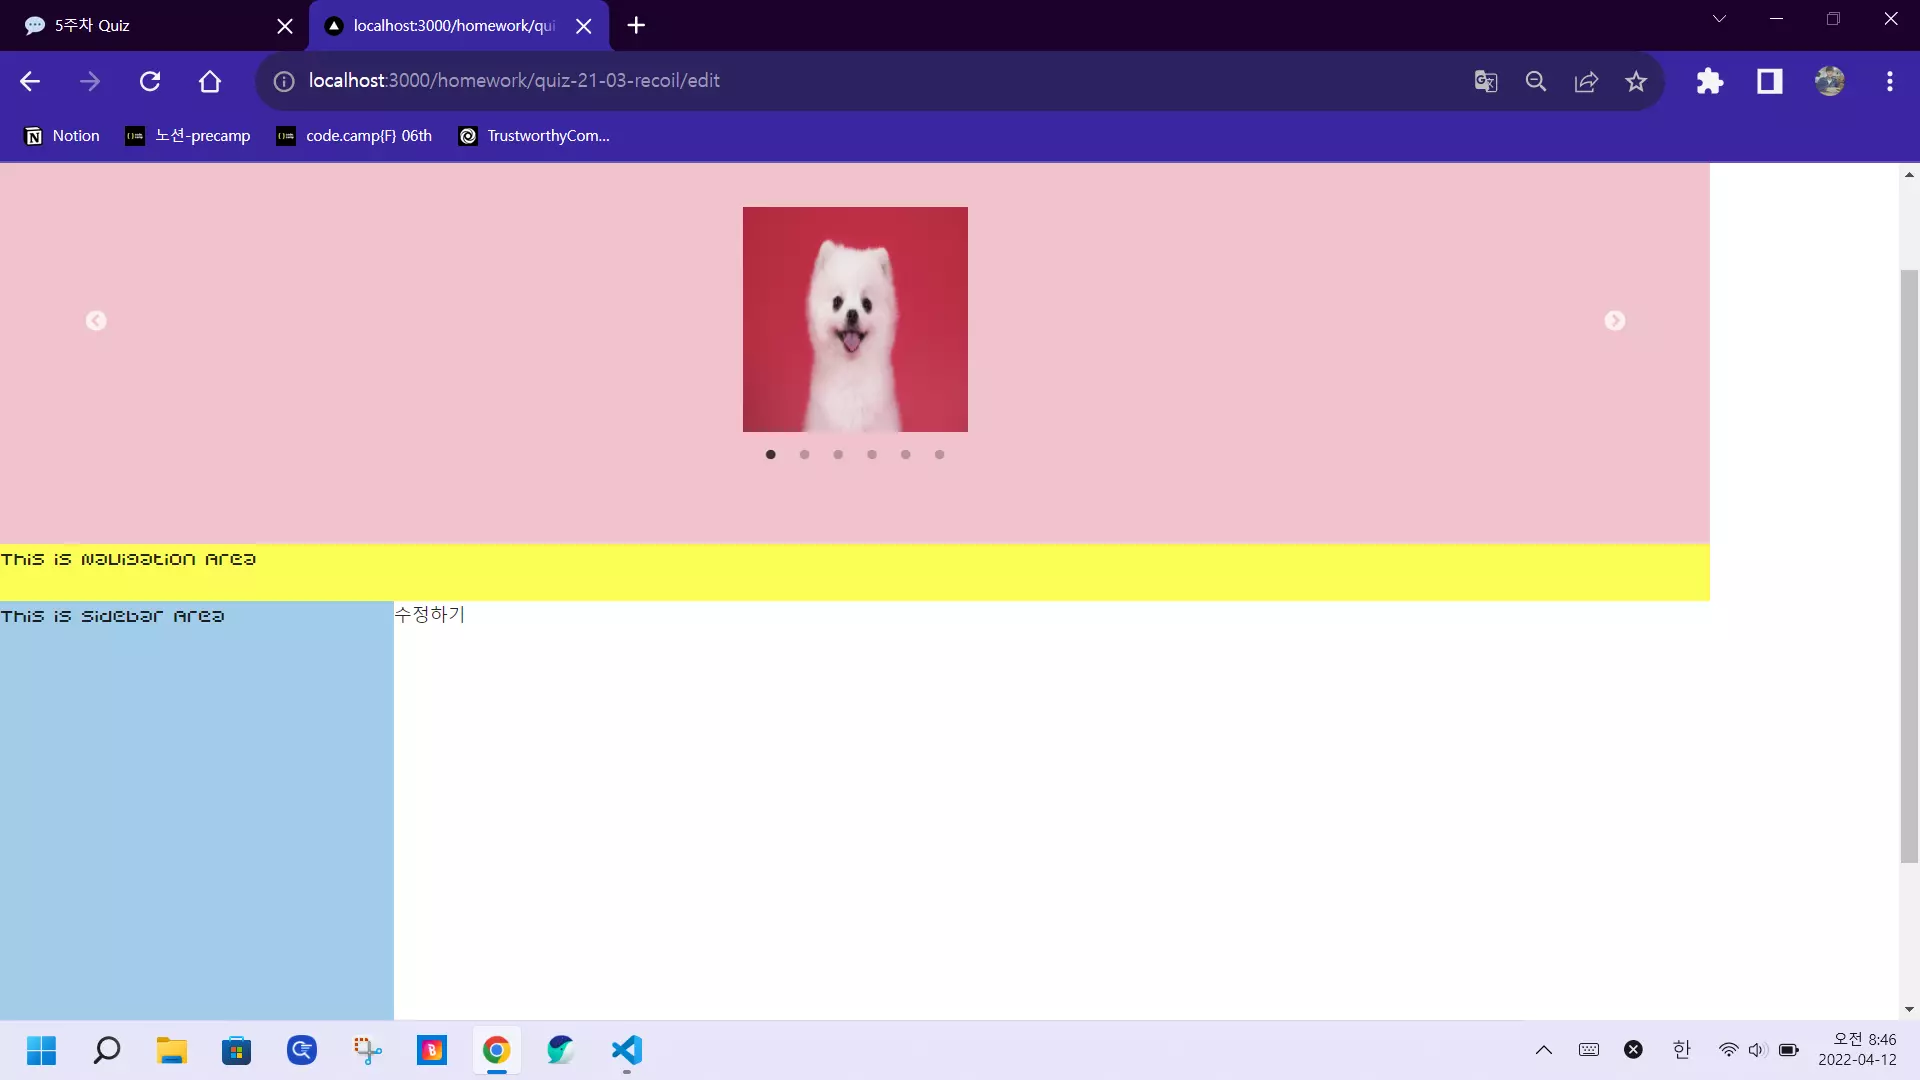 5주차 Quiz
localhost:3000/homework/qui
localhost:3000/homework/quiz-21-03-recoil/edit
Notion
노션-precamp
code.camp{F} 06th
TrustworthyCom...
This is Navigation Area
This is Sidebar Area
수정하기
한
오전 8:46
2022-04-12